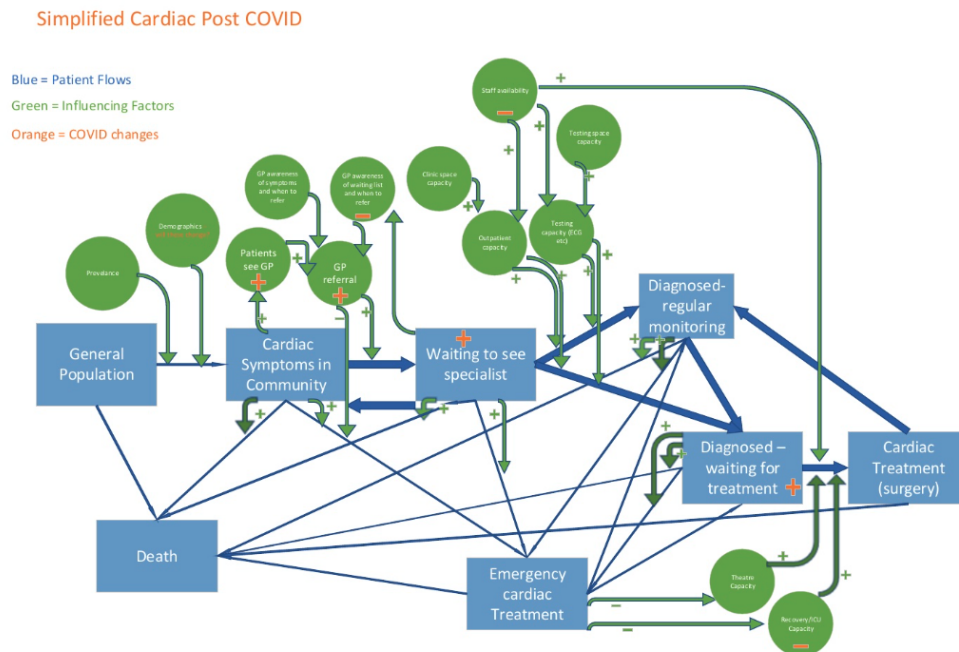 Simplified Cardiac Post COVID
Blue = Patient Flows
Green = Influencing Factors
Orange = COVID changes
Staff availability
Testing space
capacity
GP awareness
of symptoms
and when to
refer
GP awareness
of waiting list
and when to
refer
Clinic space
capacity
Demographics
Prevalance
Patients
see GP
GP
referral
Outpatient
capacity
Testing
capacity (ECG
etc)
General
Population
Cardiac
Symptoms in
Community
Waiting to see
specialist
Diagnosed-
regular
monitoring
Diagnosed –
waiting for
treatment
Cardiac
Treatment
(surgery)
Death
Emergency
cardiac
Treatment
Theatre
Capacity
Recovery/ICU
Capacity